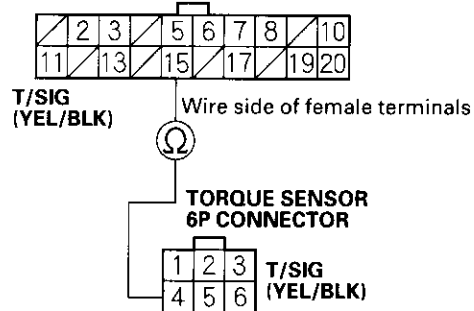 2 3 5 6 7 8 10
11 13 15 17 19 20
T/SIG
(YEL/BLK)
Wire side of female terminals
Ω
TORQUE SENSOR
6P CONNECTOR
1 2 3
4 5 6
T/SIG
(YEL/BLK)